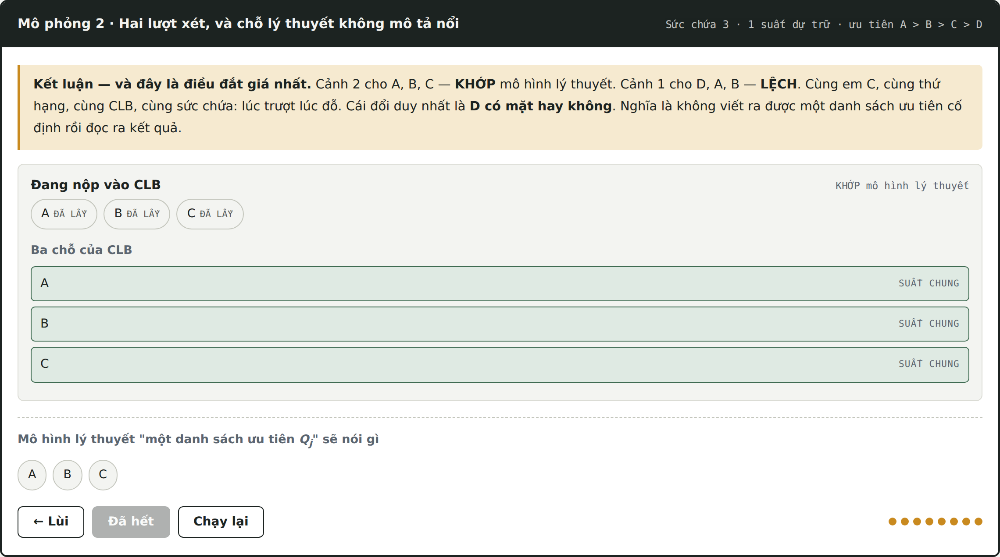 Mô phỏng 2 · Hai lượt xét, và chỗ lý thuyết không mô tả nổi
Sức chứa 3 · 1 suất dự trữ · ưu tiên A > B > C > D
Kết luận — và đây là điều đắt giá nhất. Cảnh 2 cho A, B, C — KHỚP mô hình lý thuyết. Cảnh 1 cho D, A, B — LỆCH. Cùng em C, cùng thứ
hạng, cùng CLB, cùng sức chứa: lúc trượt lúc đỗ. Cái đổi duy nhất là D có mặt hay không. Nghĩa là không viết ra được một danh sách ưu tiên cố
định rồi đọc ra kết quả.
Đang nộp vào CLB
KHỚP mô hình lý thuyết
A ĐÃ LẤY
B ĐÃ LẤY
C ĐÃ LẤY
Ba chỗ của CLB
A SUẤT CHUNG
B SUẤT CHUNG
C SUẤT CHUNG
Mô hình lý thuyết "một danh sách ưu tiên Qj" sẽ nói gì
A
B
C
← Lùi
Đã hết
Chạy lại